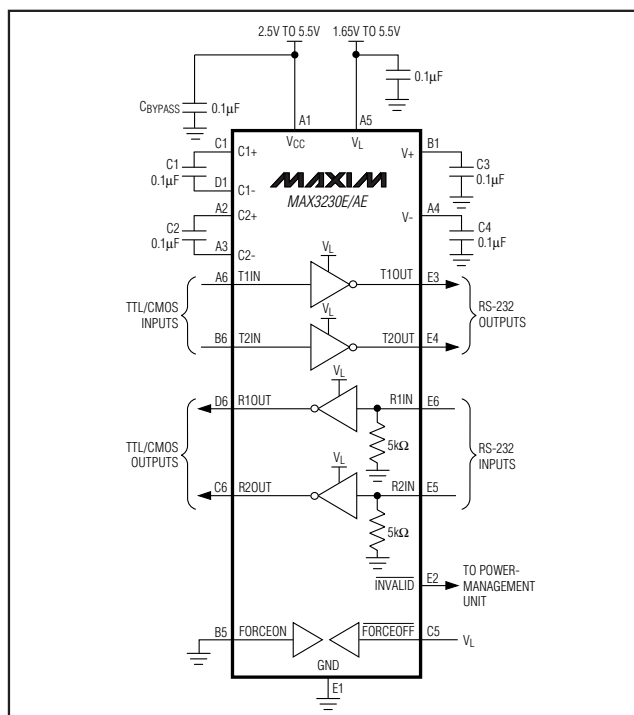 2.5V TO 5.5V 1.65V TO 5.5V
0.1µF
CBYPASS 0.1µF
A1 A5
VCC VL
C1 C1+ V+ B1
C1 0.1µF C3 0.1µF
D1 C1-
MAXIM
MAX3230E/AE
A2 C2+ V- A4
C2 0.1µF C4 0.1µF
A3 C2-
VL
A6 T1IN T1OUT E3
TTL/CMOS INPUTS RS-232 OUTPUTS
VL
B6 T2IN T2OUT E4
VL
D6 R1OUT R1IN E6
5kΩ
TTL/CMOS OUTPUTS RS-232 INPUTS
VL
C6 R2OUT R2IN E5
5kΩ
INVALID E2 TO POWER-
MANAGEMENT
UNIT
B5 FORCEON FORCEOFF C5 VL
GND
E1